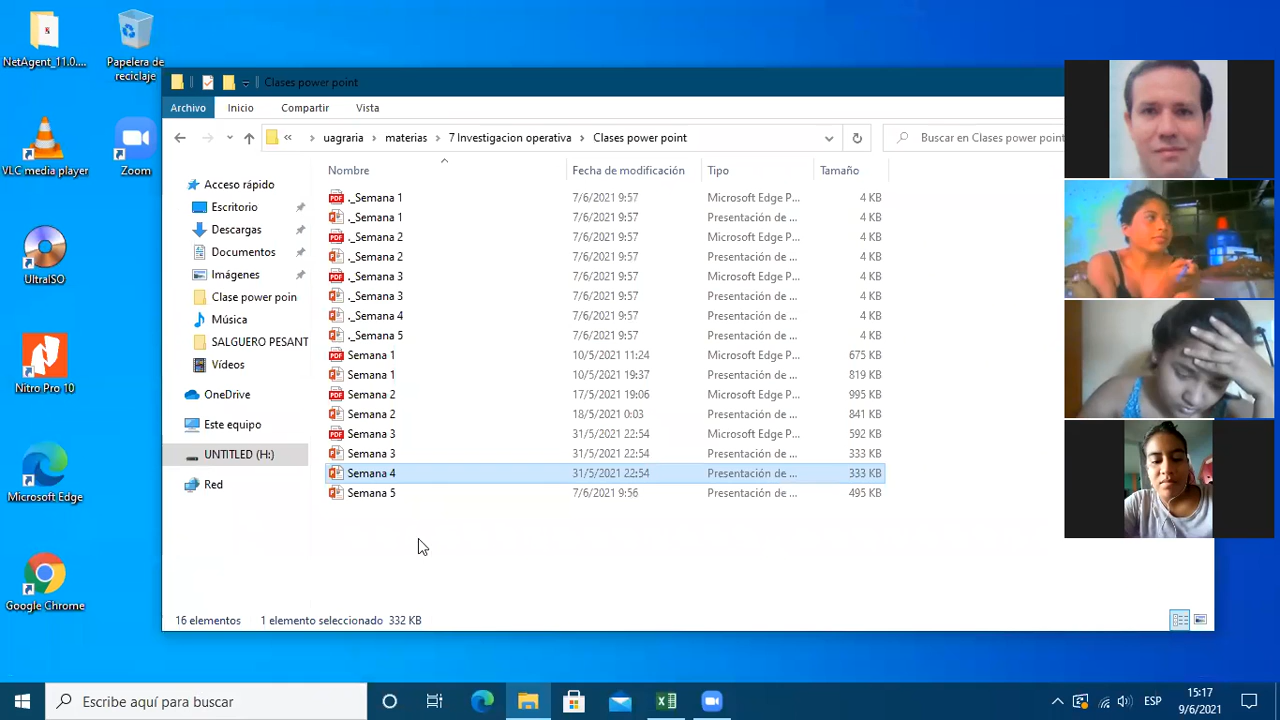 NetAgent_11.0....
Papelera de
reciclaje
VLC media player
Zoom
UltraISO
Nitro Pro 10
Microsoft Edge
Google Chrome
Clases power point
Archivo Inicio Compartir Vista
« uagraria materias 7 Investigacion operativa Clases power point
Buscar en Clases power point
Nombre Fecha de modificación Tipo Tamaño
Acceso rápido
Escritorio
Descargas
Documentos
Imágenes
Clase power poin
Música
SALGUERO PESANT
Vídeos
OneDrive
Este equipo
UNTITLED (H:)
Red
._Semana 1 7/6/2021 9:57 Microsoft Edge P... 4 KB
._Semana 1 7/6/2021 9:57 Presentación de ... 4 KB
._Semana 2 7/6/2021 9:57 Microsoft Edge P... 4 KB
._Semana 2 7/6/2021 9:57 Presentación de ... 4 KB
._Semana 3 7/6/2021 9:57 Microsoft Edge P... 4 KB
._Semana 3 7/6/2021 9:57 Presentación de ... 4 KB
._Semana 4 7/6/2021 9:57 Presentación de ... 4 KB
._Semana 5 7/6/2021 9:57 Presentación de ... 4 KB
Semana 1 10/5/2021 11:24 Microsoft Edge P... 675 KB
Semana 1 10/5/2021 19:37 Presentación de ... 819 KB
Semana 2 17/5/2021 19:06 Microsoft Edge P... 995 KB
Semana 2 18/5/2021 0:03 Presentación de ... 841 KB
Semana 3 31/5/2021 22:54 Microsoft Edge P... 592 KB
Semana 3 31/5/2021 22:54 Presentación de ... 333 KB
Semana 4 31/5/2021 22:54 Presentación de ... 333 KB
Semana 5 7/6/2021 9:56 Presentación de ... 495 KB
16 elementos 1 elemento seleccionado 332 KB
Escribe aquí para buscar
ESP
15:17
9/6/2021